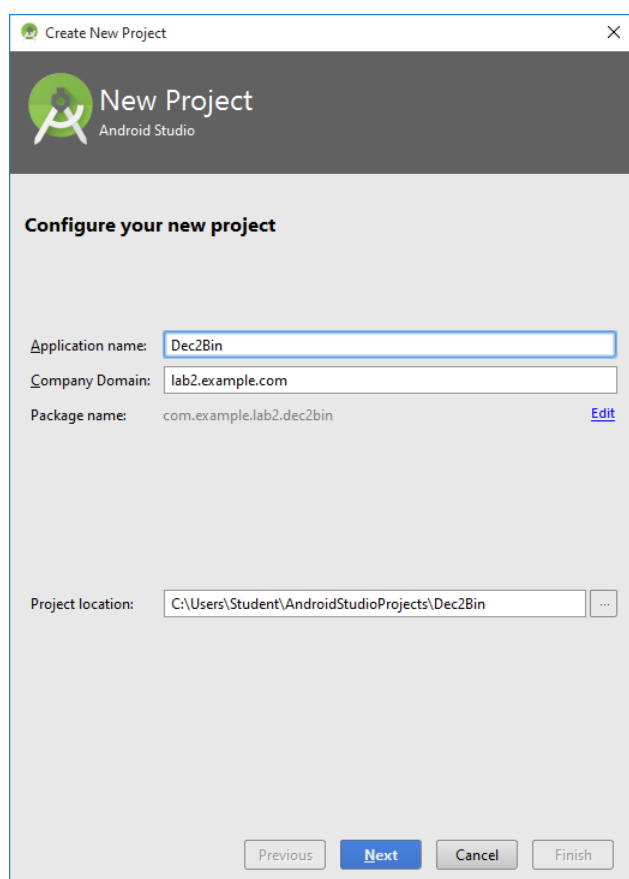 Create New Project
New Project
Android Studio
Configure your new project
Application name: Dec2Bin
Company Domain: lab2.example.com
Package name: com.example.lab2.dec2bin Edit
Project location: C:\Users\Student\AndroidStudioProjects\Dec2Bin ...
Previous Next Cancel Finish